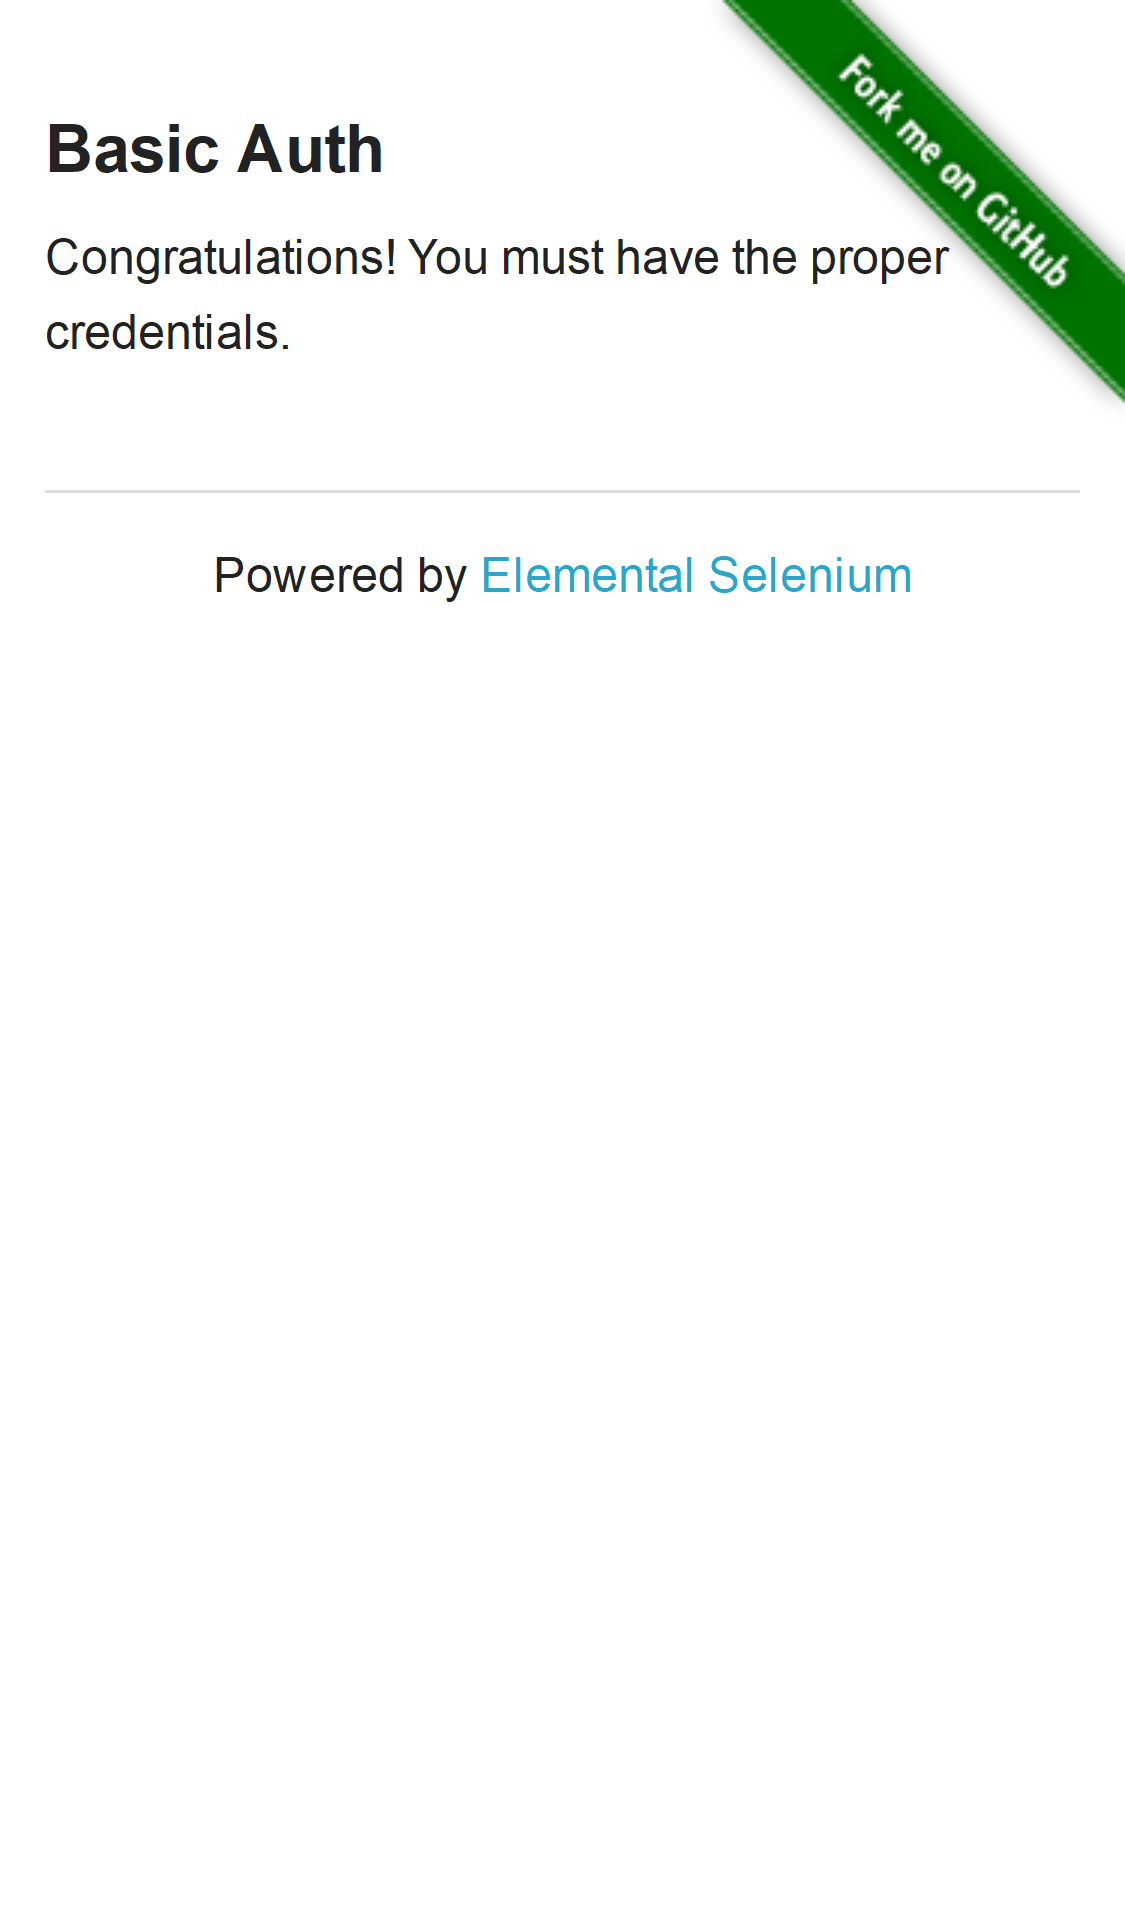 Fork me on GitHub
Basic Auth
Congratulations! You must have the proper
credentials.
Powered by Elemental Selenium